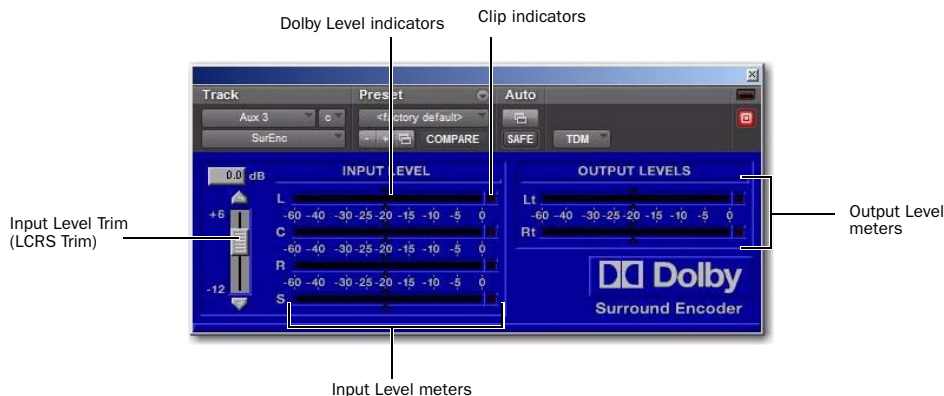 Dolby Level indicators
Clip indicators
Track Preset Auto
Aux 3 c <factory default>
SurEnc - + COMPARE SAFE TDM
0.0 dB
INPUT LEVEL
OUTPUT LEVELS
L
Lt
+6
-60 -40 -30 -25 -20 -15 -10 -5 0
-60 -40 -30 -25 -20 -15 -10 -5 0
C
Rt
Input Level Trim
(LCRS Trim)
Output Level
meters
-60 -40 -30 -25 -20 -15 -10 -5 0
R
-60 -40 -30 -25 -20 -15 -10 -5 0
-12
S
Dolby
Surround Encoder
Input Level meters